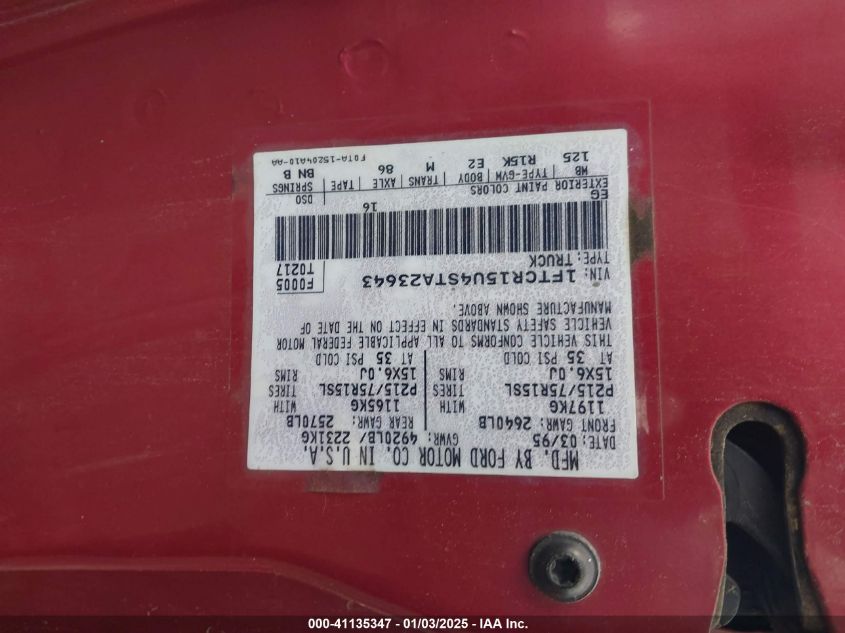 MFD. BY FORD MOTOR CO. IN U.S.A.
DATE: 03/95 GVWR: 4920LB/ 2231KG
FRONT GAWR: 2640LB REAR GAWR: 2570LB
1197KG WITH 1165KG WITH
P215/75R15SL TIRES P215/75R15SL TIRES
15X6.0J RIMS 15X6.0J RIMS
AT 35 PSI COLD AT 35 PSI COLD
THIS VEHICLE CONFORMS TO ALL APPLICABLE FEDERAL MOTOR
VEHICLE SAFETY STANDARDS IN EFFECT ON THE DATE OF
MANUFACTURE SHOWN ABOVE.
VIN: 1FTCR15U4STA23643 F0005
TYPE: TRUCK T0217
EG 16
EXTERIOR PAINT COLORS DSO
WB TYPE-GVM BODY TRANS AXLE TAPE SPRINGS
125 R15K E2 M 86 BN B
F0TA-15204A10-AA
000-41135347 - 01/03/2025 - IAA Inc.